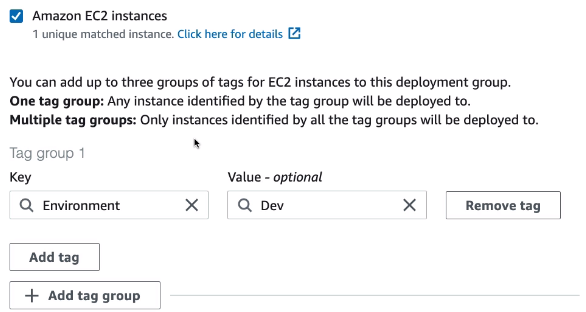 Amazon EC2 instances
1 unique matched instance. Click here for details
You can add up to three groups of tags for EC2 instances to this deployment group.
One tag group: Any instance identified by the tag group will be deployed to.
Multiple tag groups: Only instances identified by all the tag groups will be deployed to.
Tag group 1
Key Value - optional
Environment Dev Remove tag
Add tag
+ Add tag group